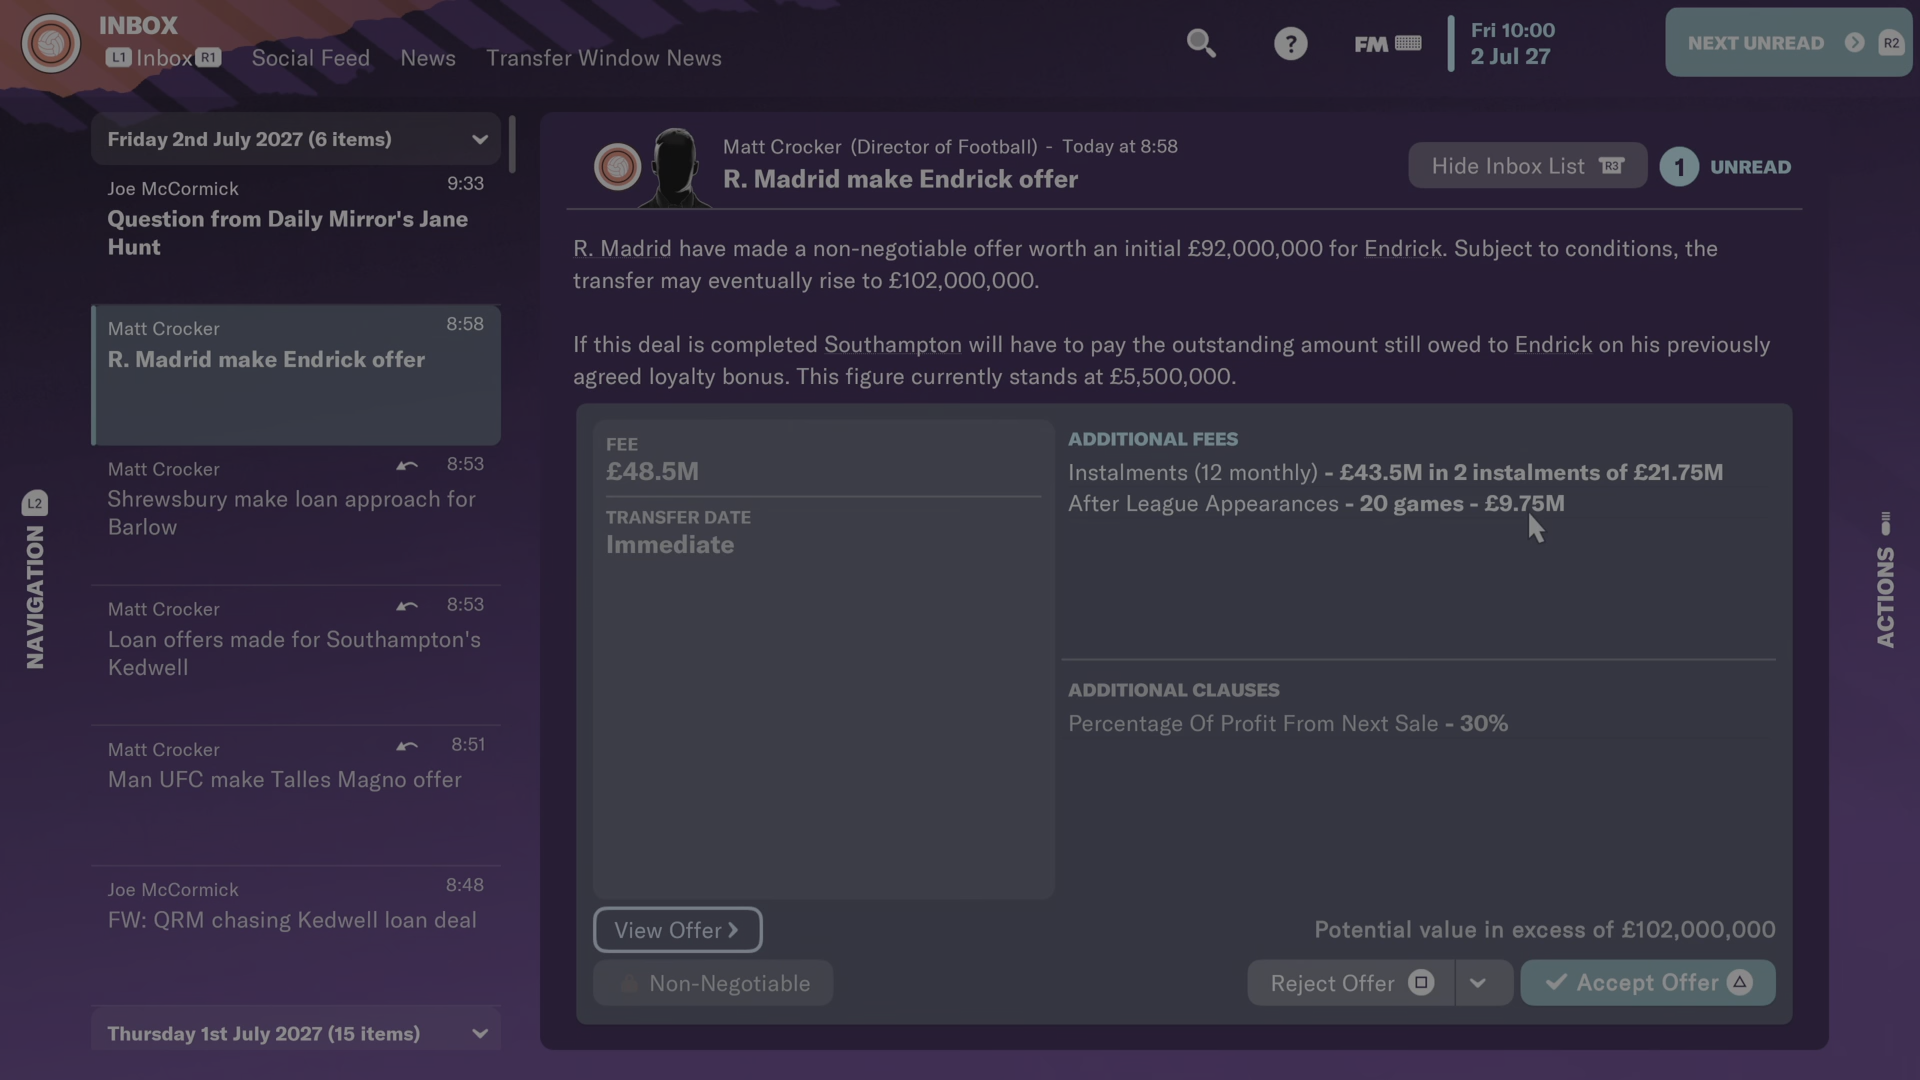 INBOX
L1 Inbox R1 Social Feed News Transfer Window News
?
FM
Fri 10:00
2 Jul 27
NEXT UNREAD R2
L2
NAVIGATION
Friday 2nd July 2027 (6 items)
Joe McCormick 9:33
Question from Daily Mirror's Jane
Hunt
Matt Crocker 8:58
R. Madrid make Endrick offer
Matt Crocker 8:53
Shrewsbury make loan approach for
Barlow
Matt Crocker 8:53
Loan offers made for Southampton's
Kedwell
Matt Crocker 8:51
Man UFC make Talles Magno offer
Joe McCormick 8:48
FW: QRM chasing Kedwell loan deal
Thursday 1st July 2027 (15 items)
Matt Crocker (Director of Football) - Today at 8:58
R. Madrid make Endrick offer
Hide Inbox List R3
1 UNREAD
R. Madrid have made a non-negotiable offer worth an initial £92,000,000 for Endrick. Subject to conditions, the
transfer may eventually rise to £102,000,000.
If this deal is completed Southampton will have to pay the outstanding amount still owed to Endrick on his previously
agreed loyalty bonus. This figure currently stands at £5,500,000.
FEE
£48.5M
TRANSFER DATE
Immediate
ADDITIONAL FEES
Instalments (12 monthly) - £43.5M in 2 instalments of £21.75M
After League Appearances - 20 games - £9.75M
ADDITIONAL CLAUSES
Percentage Of Profit From Next Sale - 30%
View Offer
Potential value in excess of £102,000,000
Non-Negotiable
Reject Offer
Accept Offer
ACTIONS